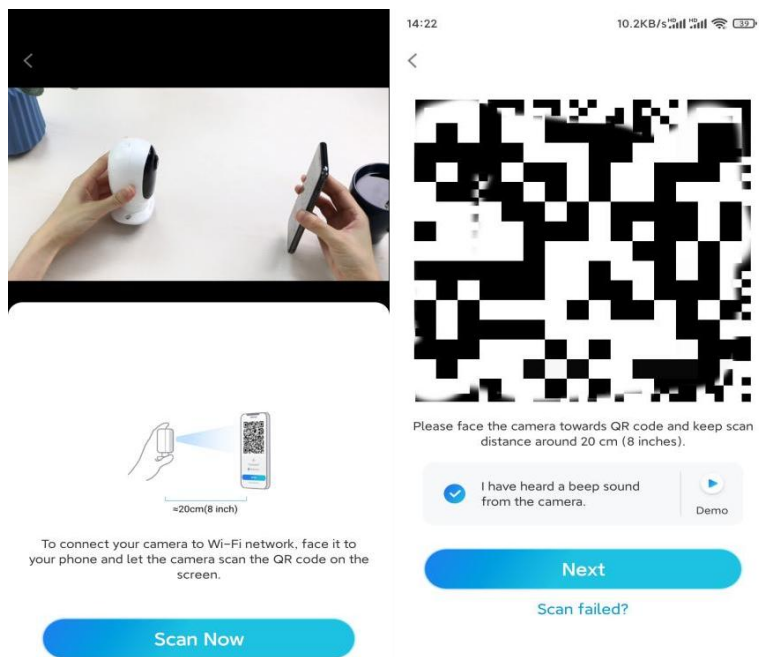 ≈20cm(8 inch)
To connect your camera to Wi-Fi network, face it to
your phone and let the camera scan the QR code on the
screen.
Scan Now
14:22
10.2KB/s HD HD 39
Please face the camera towards QR code and keep scan
distance around 20 cm (8 inches).
I have heard a beep sound
from the camera.
Demo
Next
Scan failed?